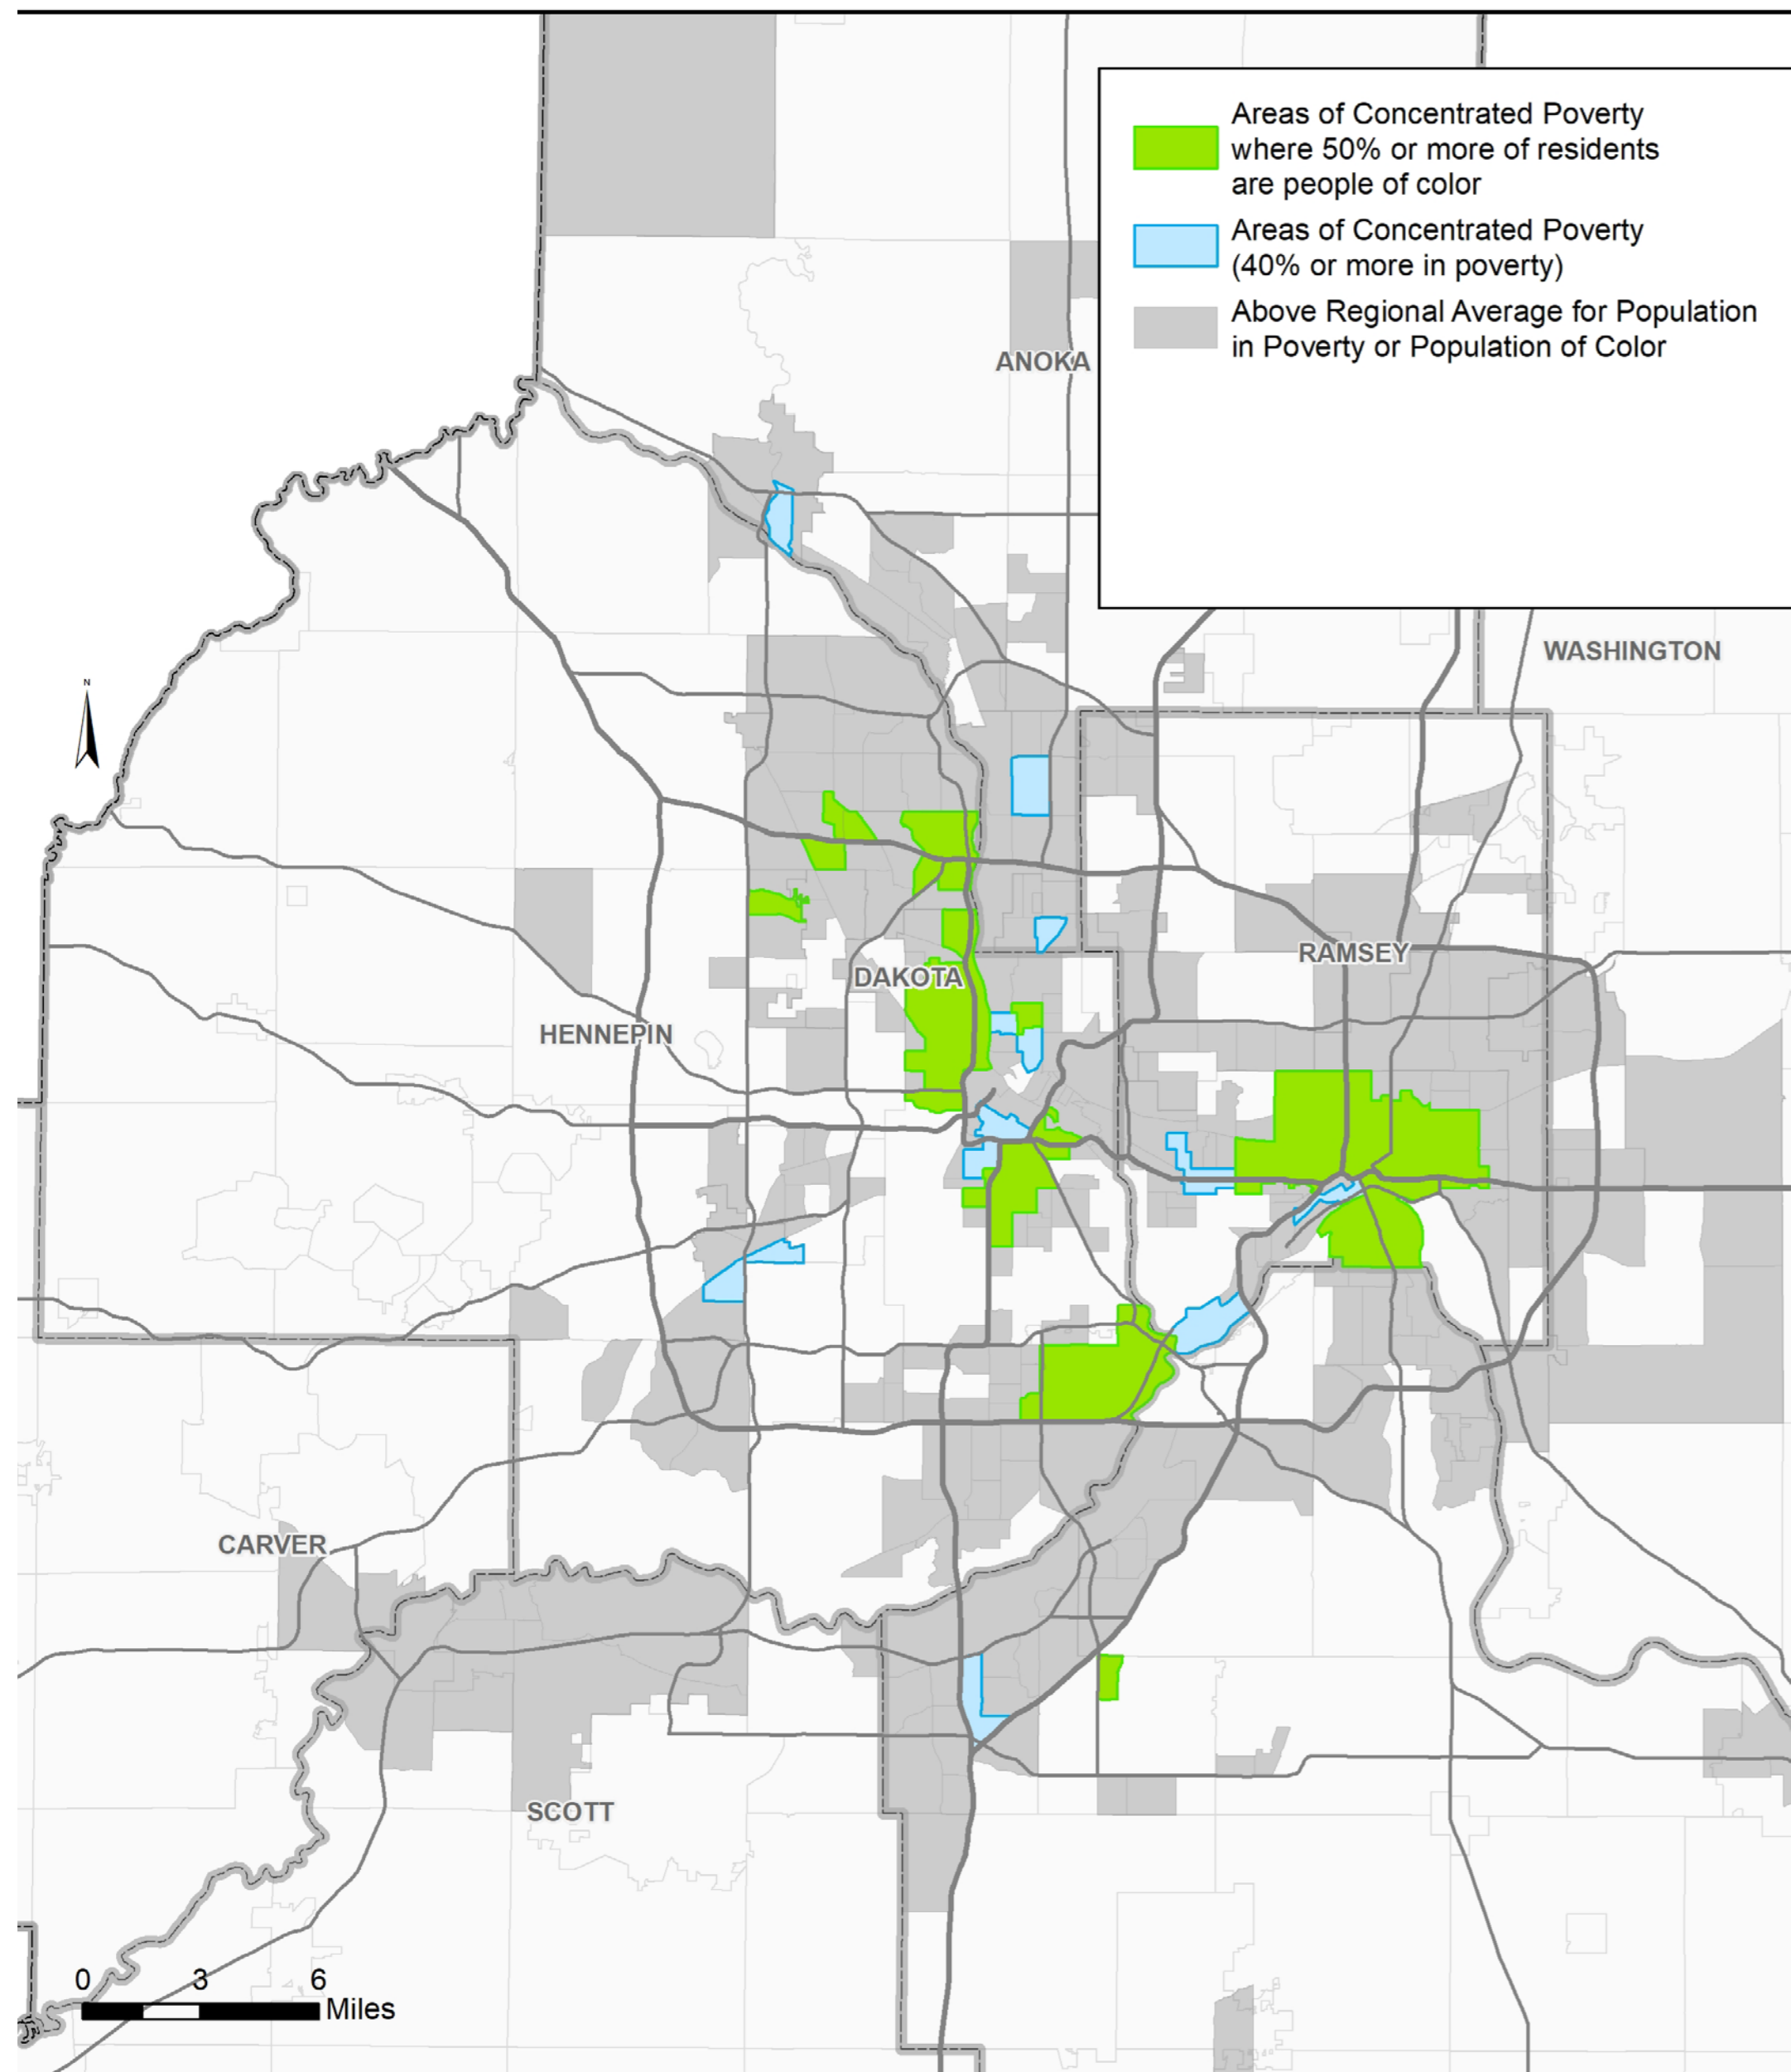 Areas of Concentrated Poverty
where 50% or more of residents
are people of color
Areas of Concentrated Poverty
(40% or more in poverty)
Above Regional Average for Population
in Poverty or Population of Color
ANOKA
WASHINGTON
N
RAMSEY
DAKOTA
HENNEPIN
CARVER
SCOTT
0 3 6
Miles